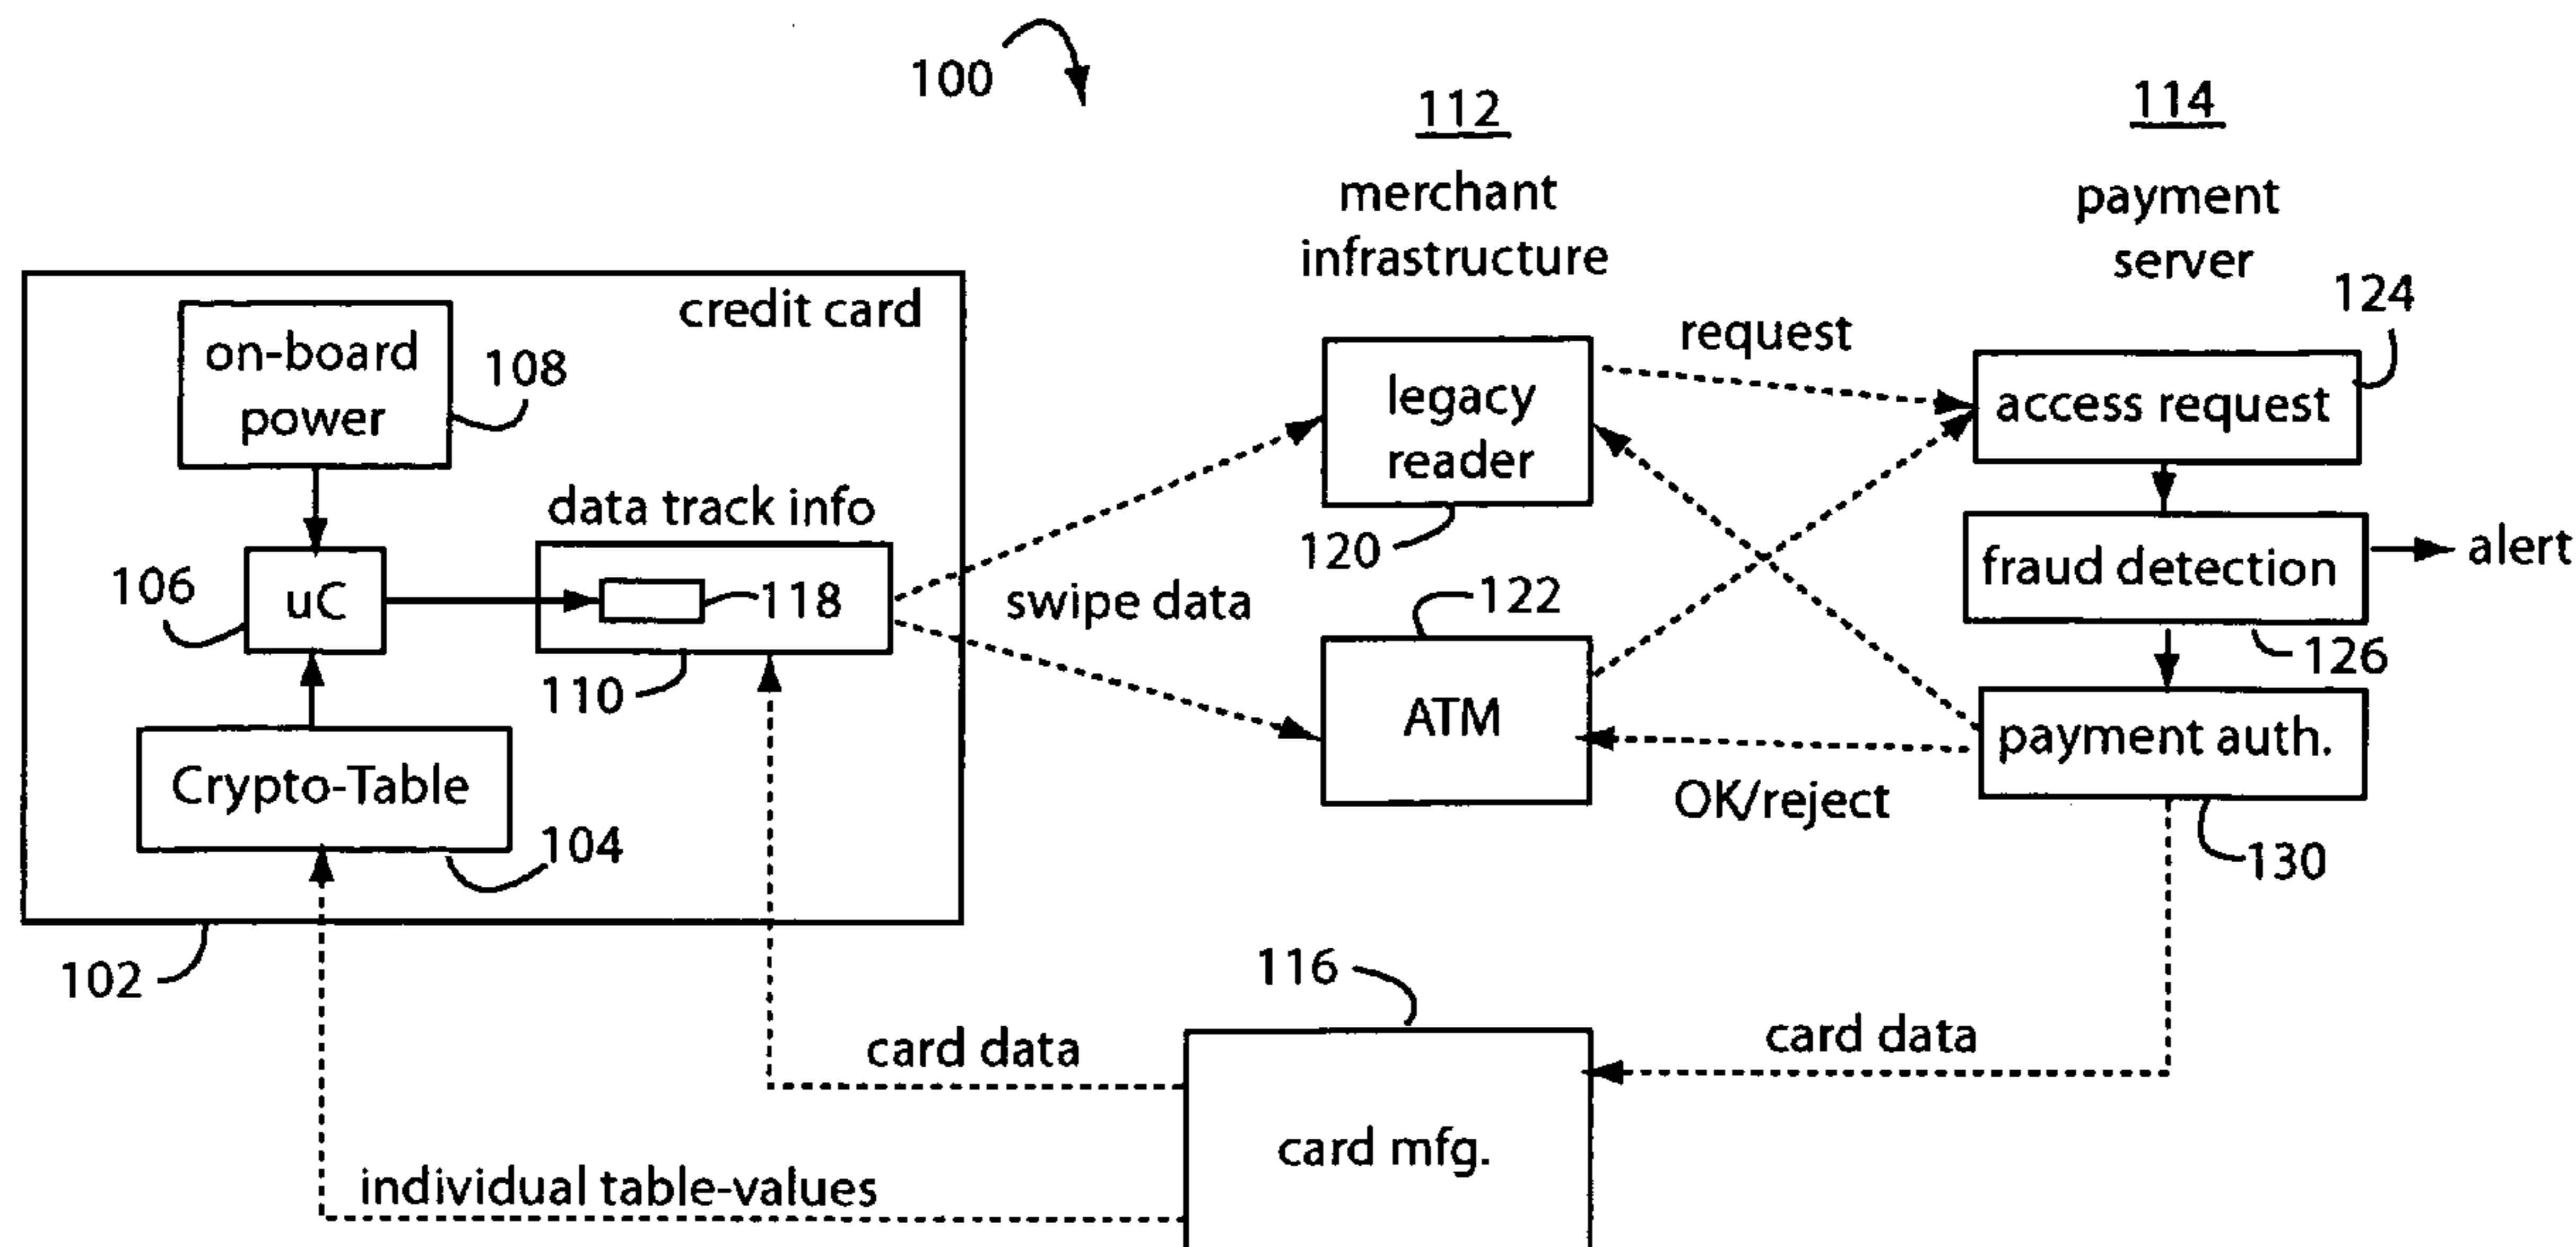 100
112
merchant
infrastructure
114
payment
server
credit card
on-board
power
108
data track info
uC
106
118
110
Crypto-Table
104
102
swipe data
legacy
reader
120
122
ATM
request
124
access request
fraud detection
alert
126
payment auth.
130
OK/reject
116
card data
card data
card mfg.
individual table-values